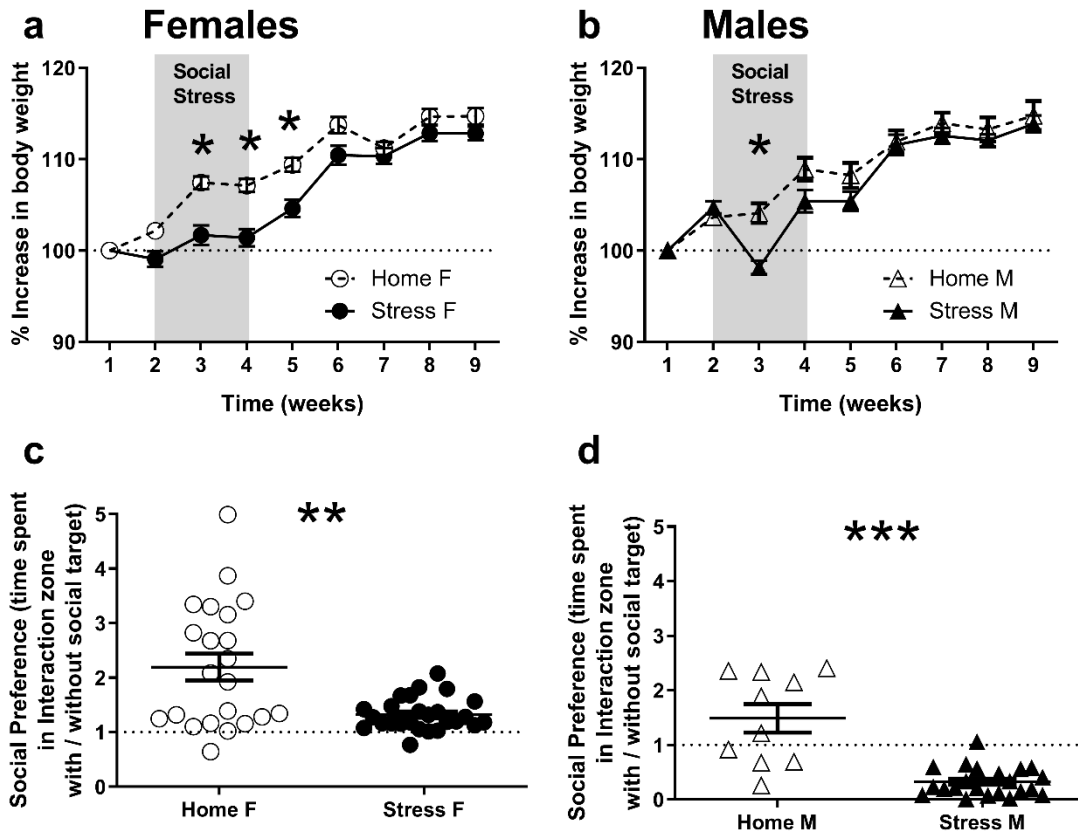 a Females
120
110
100
90
% Increase in body weight
Social
Stress
*
*
*
Home F
Stress F
1 2 3 4 5 6 7 8 9
Time (weeks)
b Males
120
110
100
90
% Increase in body weight
Social
Stress
*
Home M
Stress M
1 2 3 4 5 6 7 8 9
Time (weeks)
c
Social Preference (time spent
in Interaction zone
with / without social target)
5
4
3
2
1
0
**
Home F Stress F
d
Social Preference (time spent
in Interaction zone
with / without social target)
5
4
3
2
1
0
***
Home M Stress M